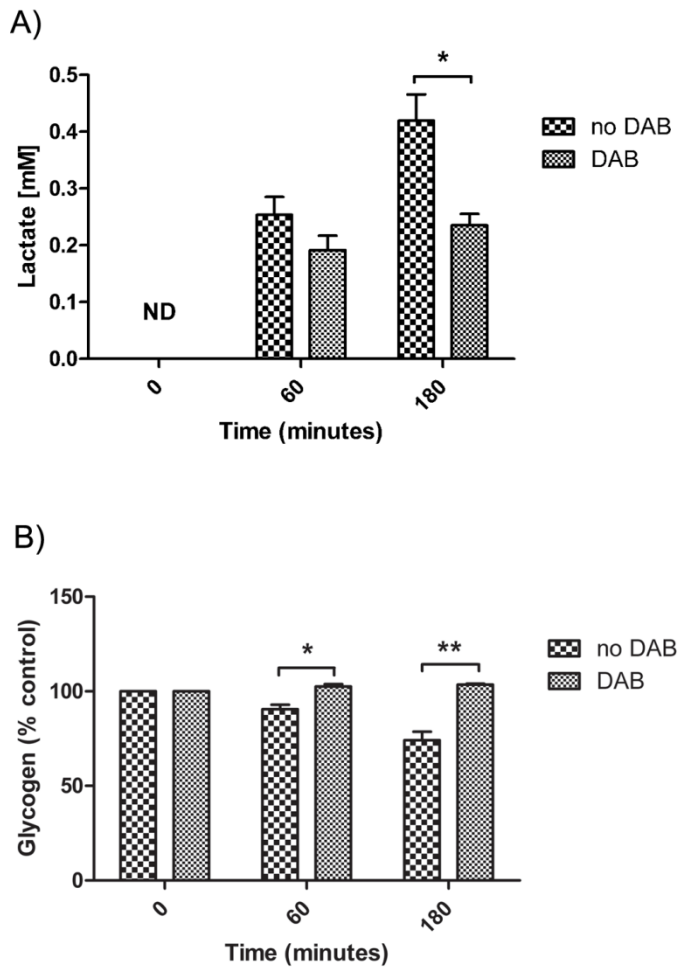 A)
*
0.5
0.4
0.3
0.2
0.1
0.0
Lactate [mM]
ND
no DAB
DAB
0
60
180
Time (minutes)
B)
150
100
50
0
Glycogen (% control)
*
**
no DAB
DAB
0
60
180
Time (minutes)